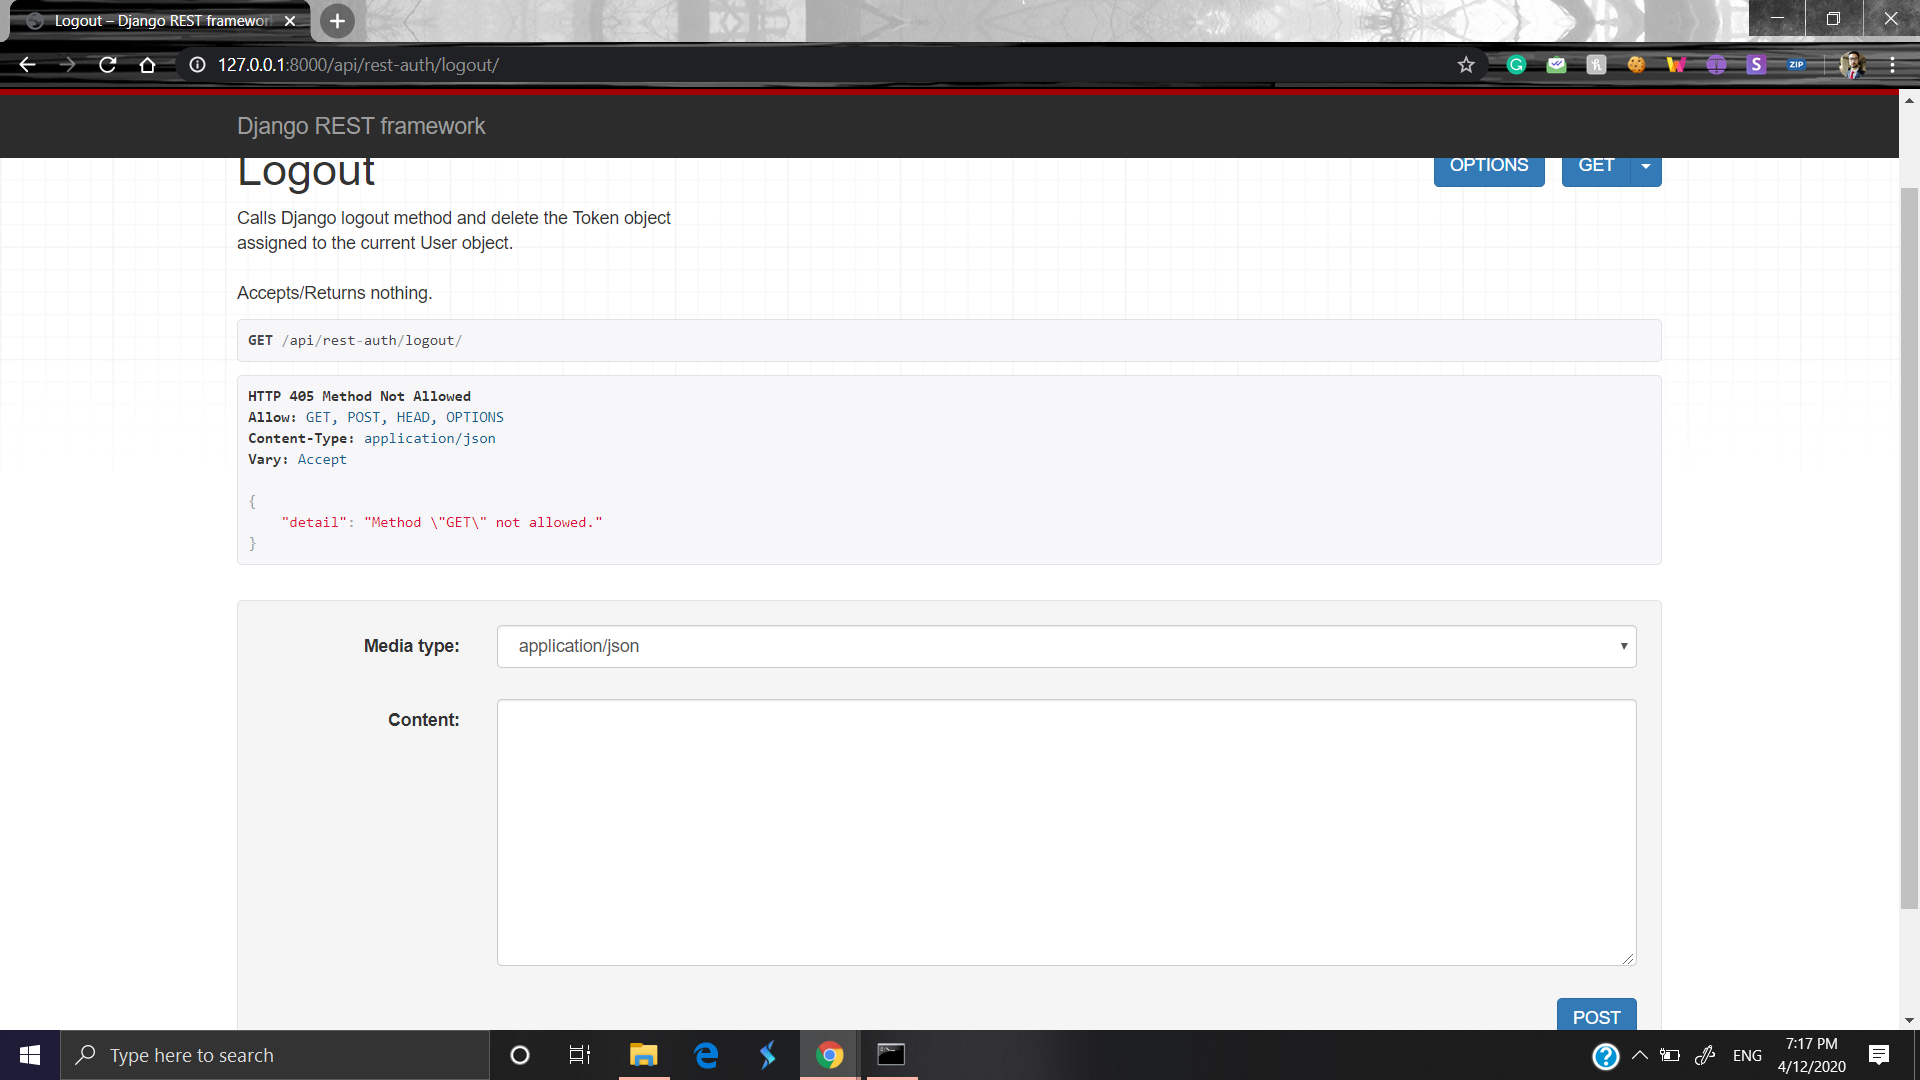 Logout – Django REST framewor
127.0.0.1:8000/api/rest-auth/logout/
ZIP
Django REST framework
Logout
OPTIONS
GET
Calls Django logout method and delete the Token object
assigned to the current User object.
Accepts/Returns nothing.
GET /api/rest-auth/logout/
HTTP 405 Method Not Allowed
Allow: GET, POST, HEAD, OPTIONS
Content-Type: application/json
Vary: Accept
{
"detail": "Method \"GET\" not allowed."
}
Media type:
application/json
Content:
POST
Type here to search
ENG
7:17 PM
4/12/2020